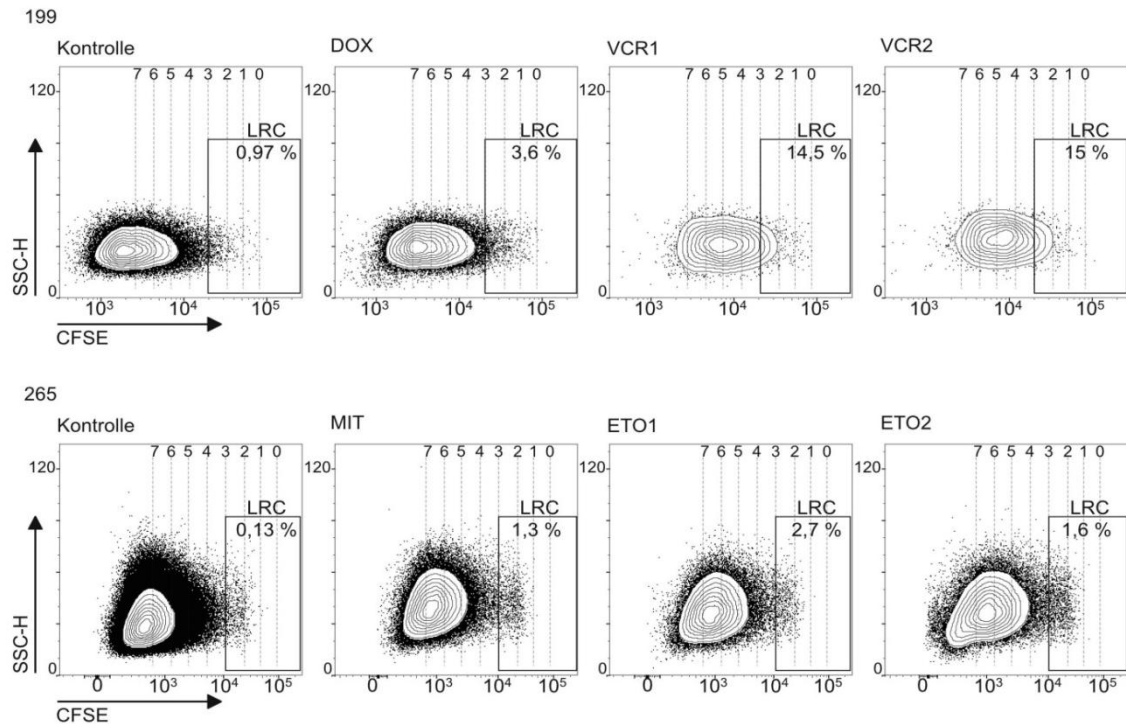 199
Kontrolle DOX VCR1 VCR2
7 6 5 4 3 2 1 0 7 6 5 4 3 2 1 0 7 6 5 4 3 2 1 0 7 6 5 4 3 2 1 0
120 120 120 120
LRC LRC LRC LRC
0,97 % 3,6 % 14,5 % 15 %
SSC-H
0 0 0 0
10³ 10⁴ 10⁵ 10³ 10⁴ 10⁵ 10³ 10⁴ 10⁵ 10³ 10⁴ 10⁵
CFSE
265
Kontrolle MIT ETO1 ETO2
7 6 5 4 3 2 1 0 7 6 5 4 3 2 1 0 7 6 5 4 3 2 1 0 7 6 5 4 3 2 1 0
120 120 120 120
LRC LRC LRC LRC
0,13 % 1,3 % 2,7 % 1,6 %
SSC-H
0 0 0 0
0 10³ 10⁴ 10⁵ 0 10³ 10⁴ 10⁵ 0 10³ 10⁴ 10⁵ 0 10³ 10⁴ 10⁵
CFSE